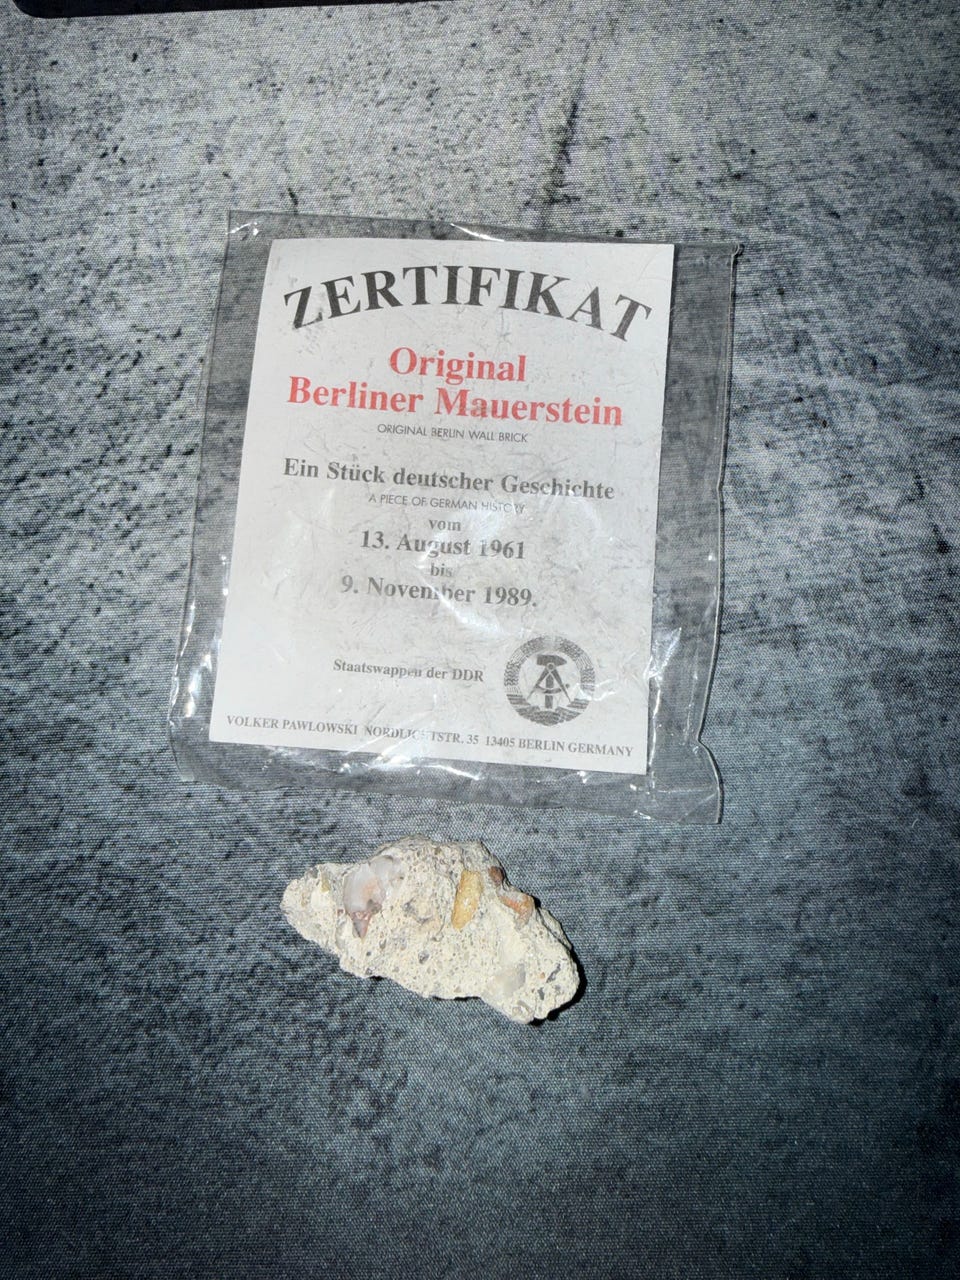 ZERTIFIKAT
Original
Berliner Mauerstein
ORIGINAL BERLIN WALL BRICK
Ein Stück deutscher Geschichte
A PIECE OF GERMAN HISTORY
vom
13. August 1961
bis
9. November 1989.
Staatswappen der DDR
VOLKER PAWLOWSKI NORDLICHTSTR. 35 13405 BERLIN GERMANY